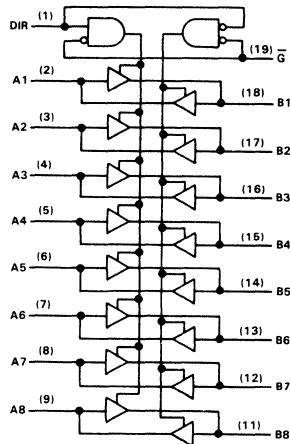 DIR (1)
(19) G̅
A1 (2)
(18) B1
A2 (3)
(17) B2
A3 (4)
(16) B3
A4 (5)
(15) B4
A5 (6)
(14) B5
A6 (7)
(13) B6
A7 (8)
(12) B7
A8 (9)
(11) B8